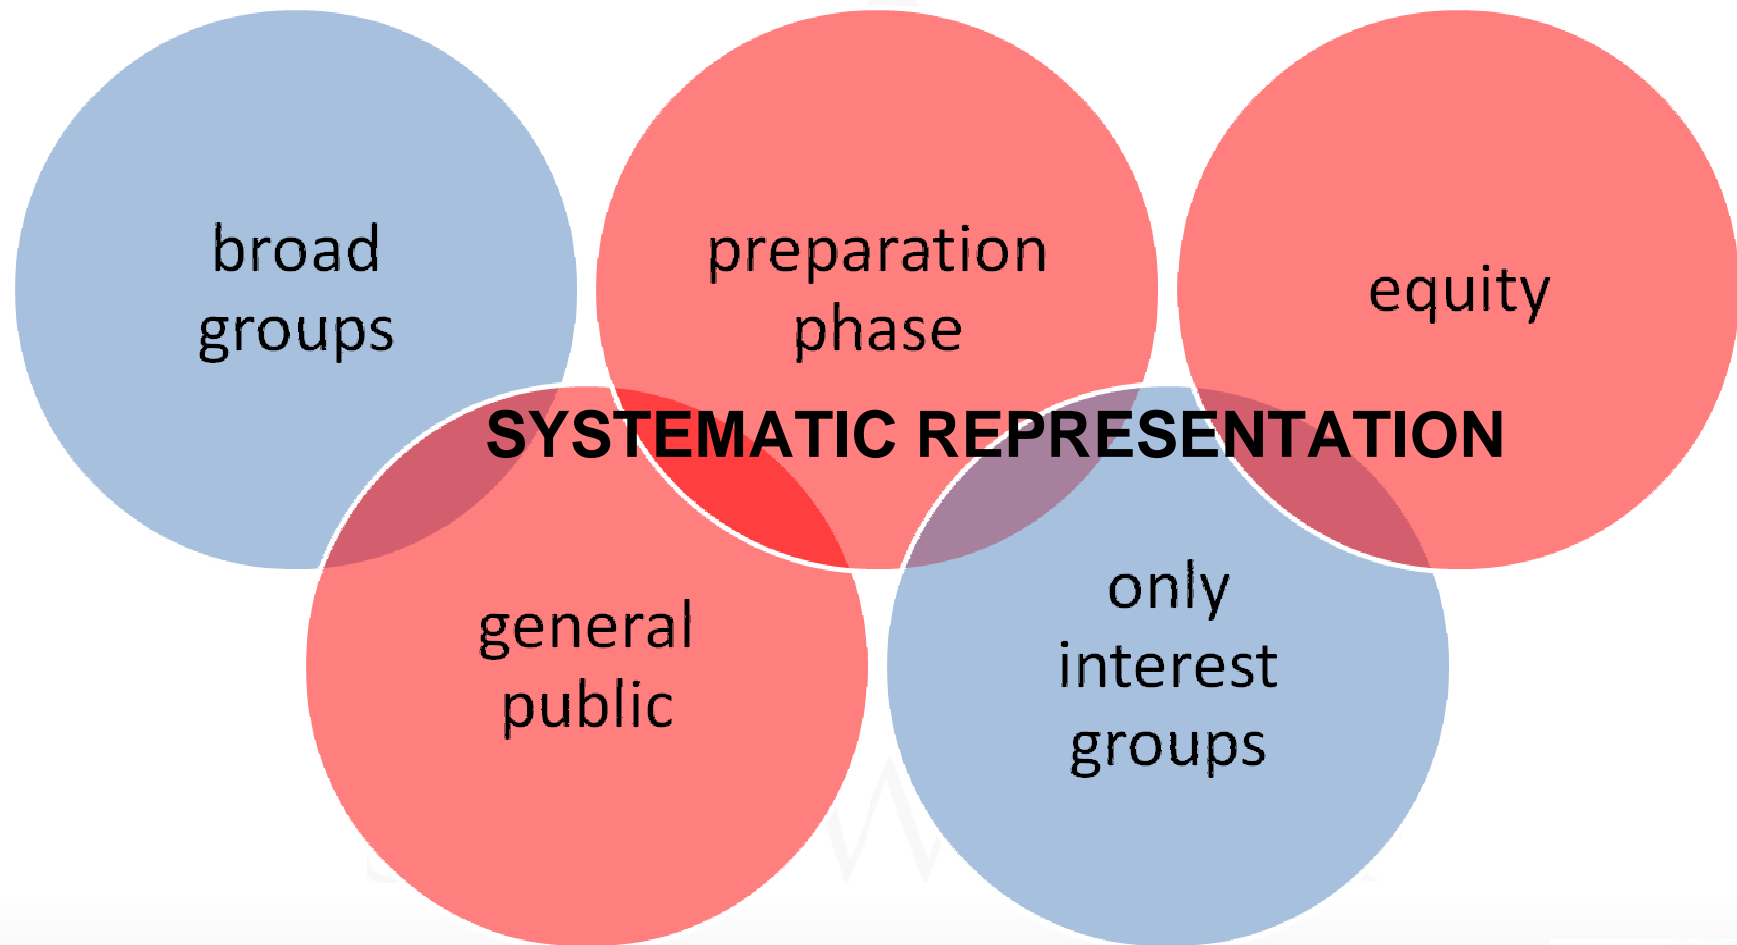 broad
groups
preparation
phase
equity
SYSTEMATIC REPRESENTATION
general
public
only
interest
groups